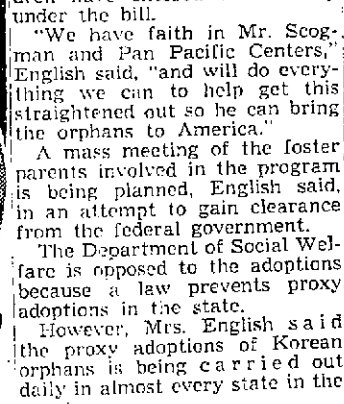 under the bill.
"We have faith in Mr. Scog-
man and Pan Pacific Centers,"
English said, "and will do every-
thing we can to help get this
straightened out so he can bring
the orphans to America."
A mass meeting of the foster
parents involved in the program
is being planned, English said,
in an attempt to gain clearance
from the federal government.
The Department of Social Wel-
fare is opposed to the adoptions
because a law prevents proxy
adoptions in the state.
However, Mrs. English said
the proxy adoptions of Korean
orphans is being carried out
daily in almost every state in the